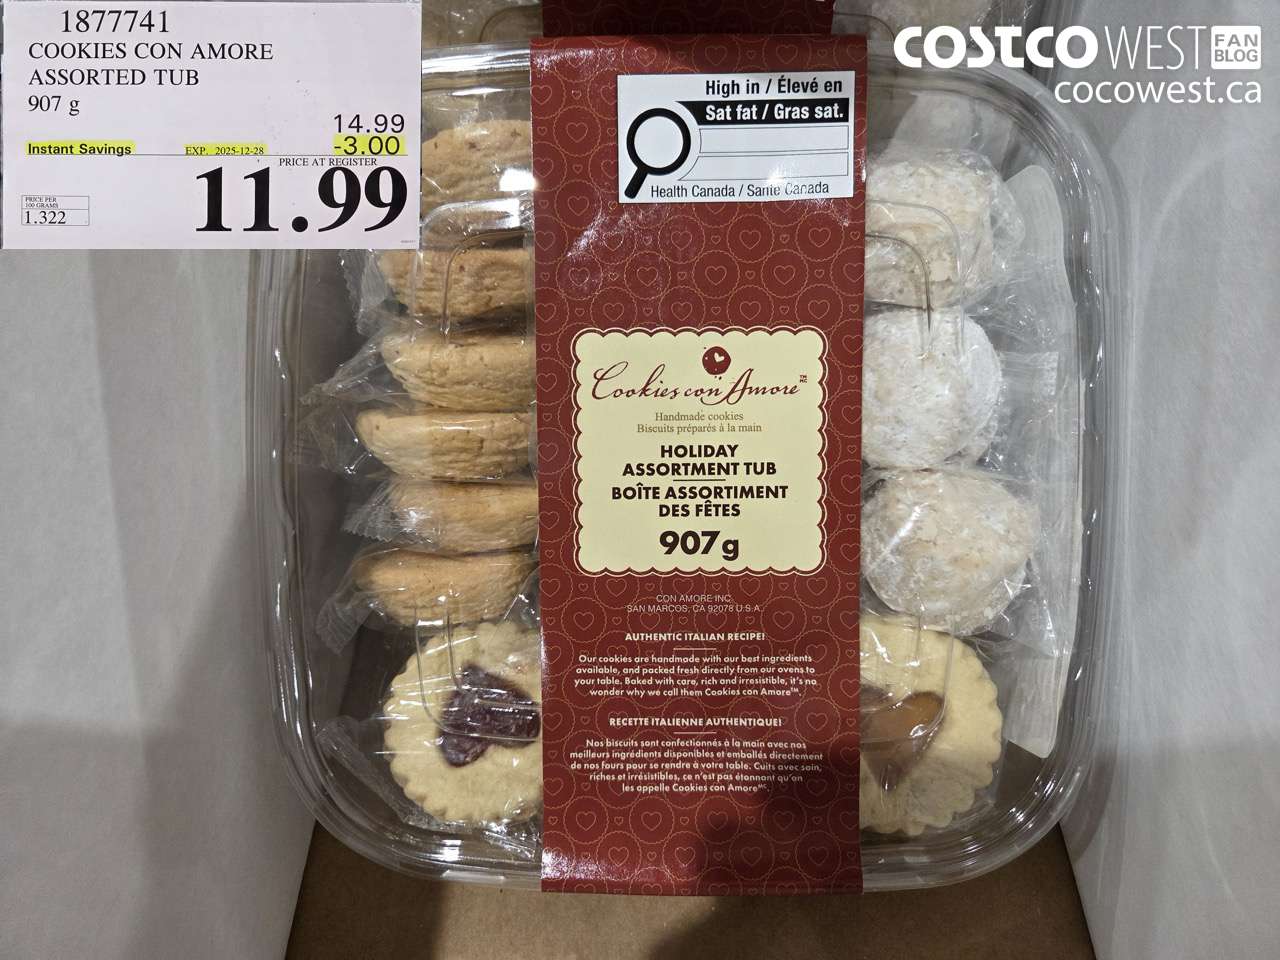 1877741
COOKIES CON AMORE
ASSORTED TUB
907 g
14.99
Instant Savings EXP. 2025-12-28 -3.00
PRICE AT REGISTER
11.99
PRICE PER
100 GRAMS
1.322
COSTCO WEST FAN BLOG
cocowest.ca
High in / Élevé en
Sat fat / Gras sat.
Health Canada / Santé Canada
Cookies con Amore TM MC
Handmade cookies
Biscuits préparés à la main
HOLIDAY
ASSORTMENT TUB
BOÎTE ASSORTIMENT
DES FÊTES
907 g
CON AMORE INC.
SAN MARCOS, CA 92078 U.S.A.
AUTHENTIC ITALIAN RECIPE!
Our cookies are handmade with our best ingredients
available, and packed fresh directly from our ovens to
your table. Baked with care, rich and irresistible, it's no
wonder why we call them Cookies con Amore™.
RECETTE ITALIENNE AUTHENTIQUE!
Nos biscuits sont confectionnés à la main avec nos
meilleurs ingrédients disponibles et emballés directement
de nos fours pour se rendre à votre table. Cuits avec soin,
riches et irrésistibles, ce n'est pas étonnant qu'on
les appelle Cookies con Amore MC.